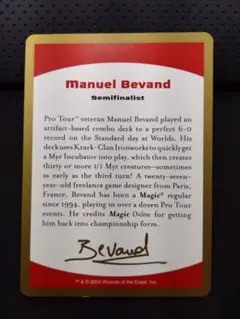 Manuel Bevand
Semifinalist
Pro Tour™ veteran Manuel Bevand played an
artifact-based combo deck to a perfect 6–0
record on the Standard day at Worlds. His
deck uses Krark-Clan Ironworks to quickly get
a Myr Incubator into play, which then creates
thirty or more 1/1 Myr creatures—sometimes
as early as the third turn! A twenty-seven-
year-old freelance game designer from Paris,
France, Bevand has been a Magic® regular
since 1994, playing in over a dozen Pro Tour
events. He credits Magic Online for getting
him back into championship form.
Bevand
™ & © 2004 Wizards of the Coast, Inc.